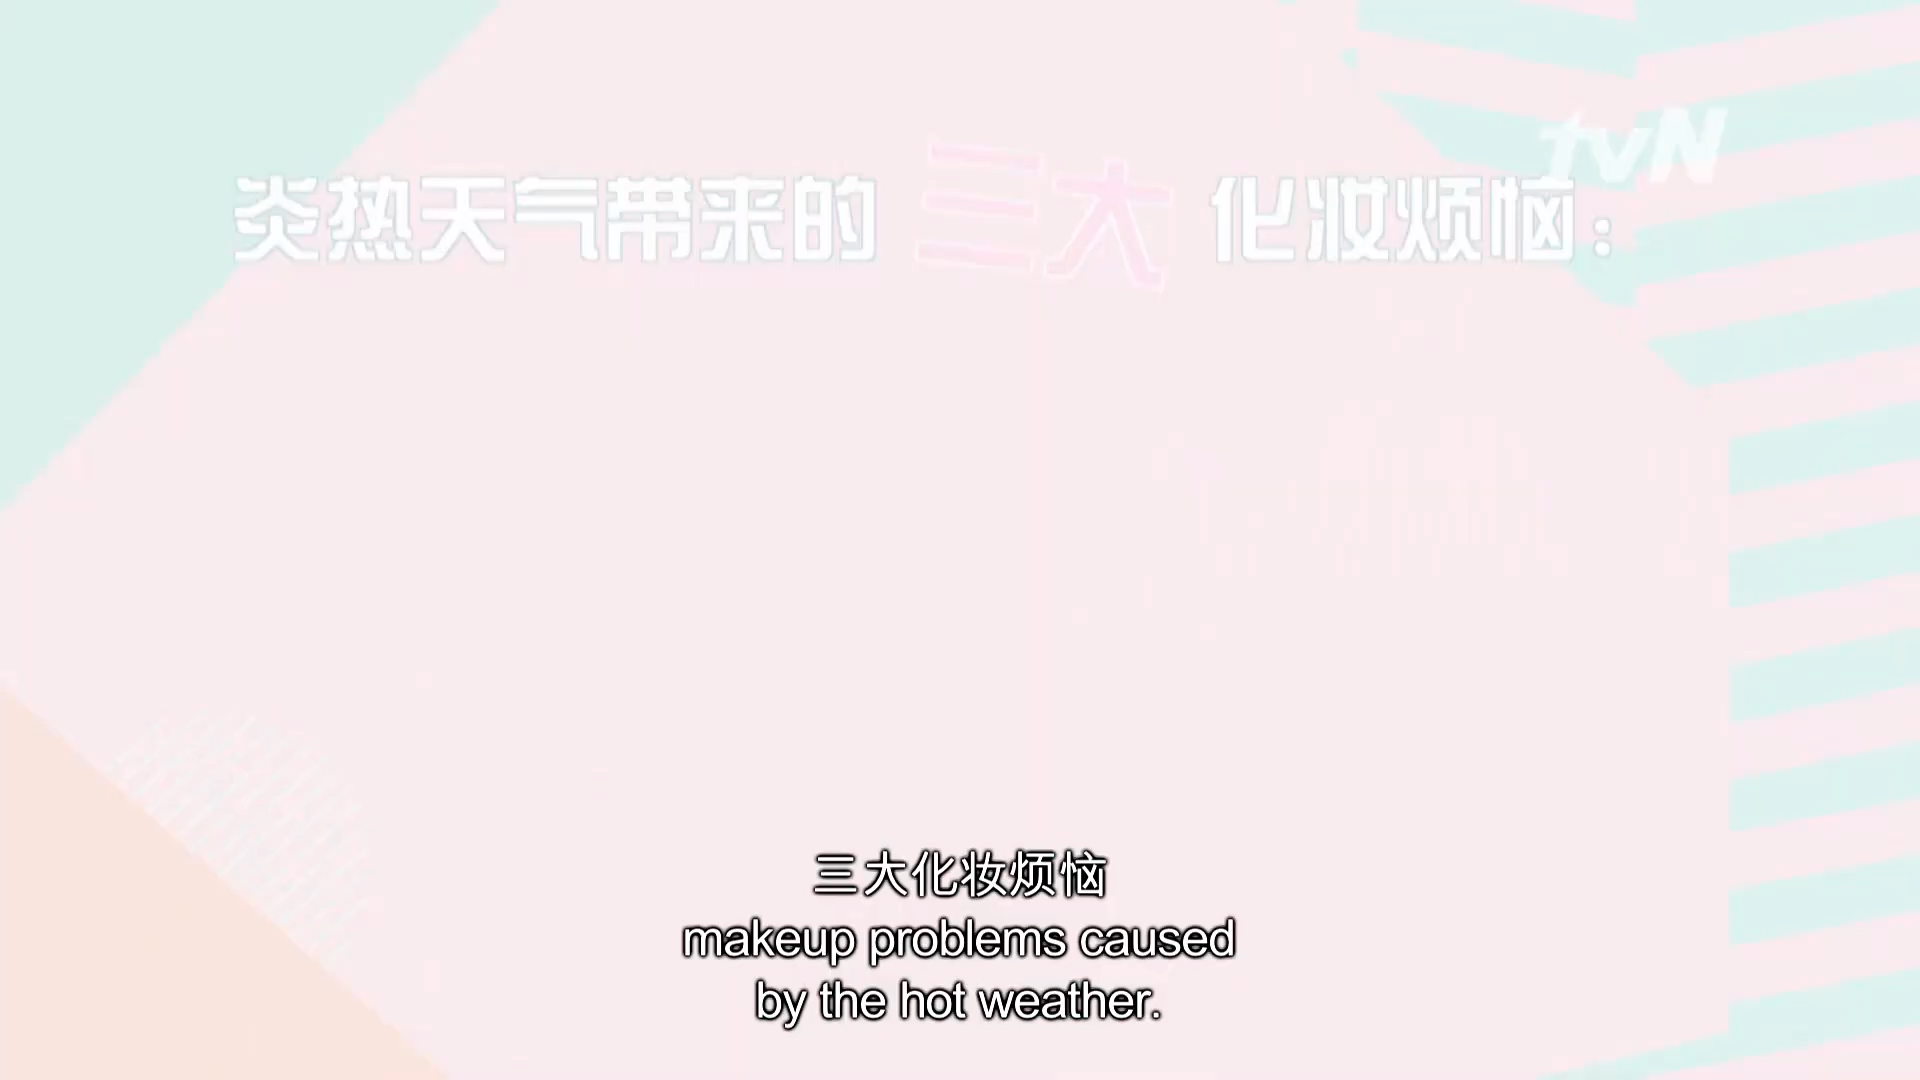 tvN
炎热天气带来的 三大 化妆烦恼：
三大化妆烦恼
makeup problems caused
by the hot weather.